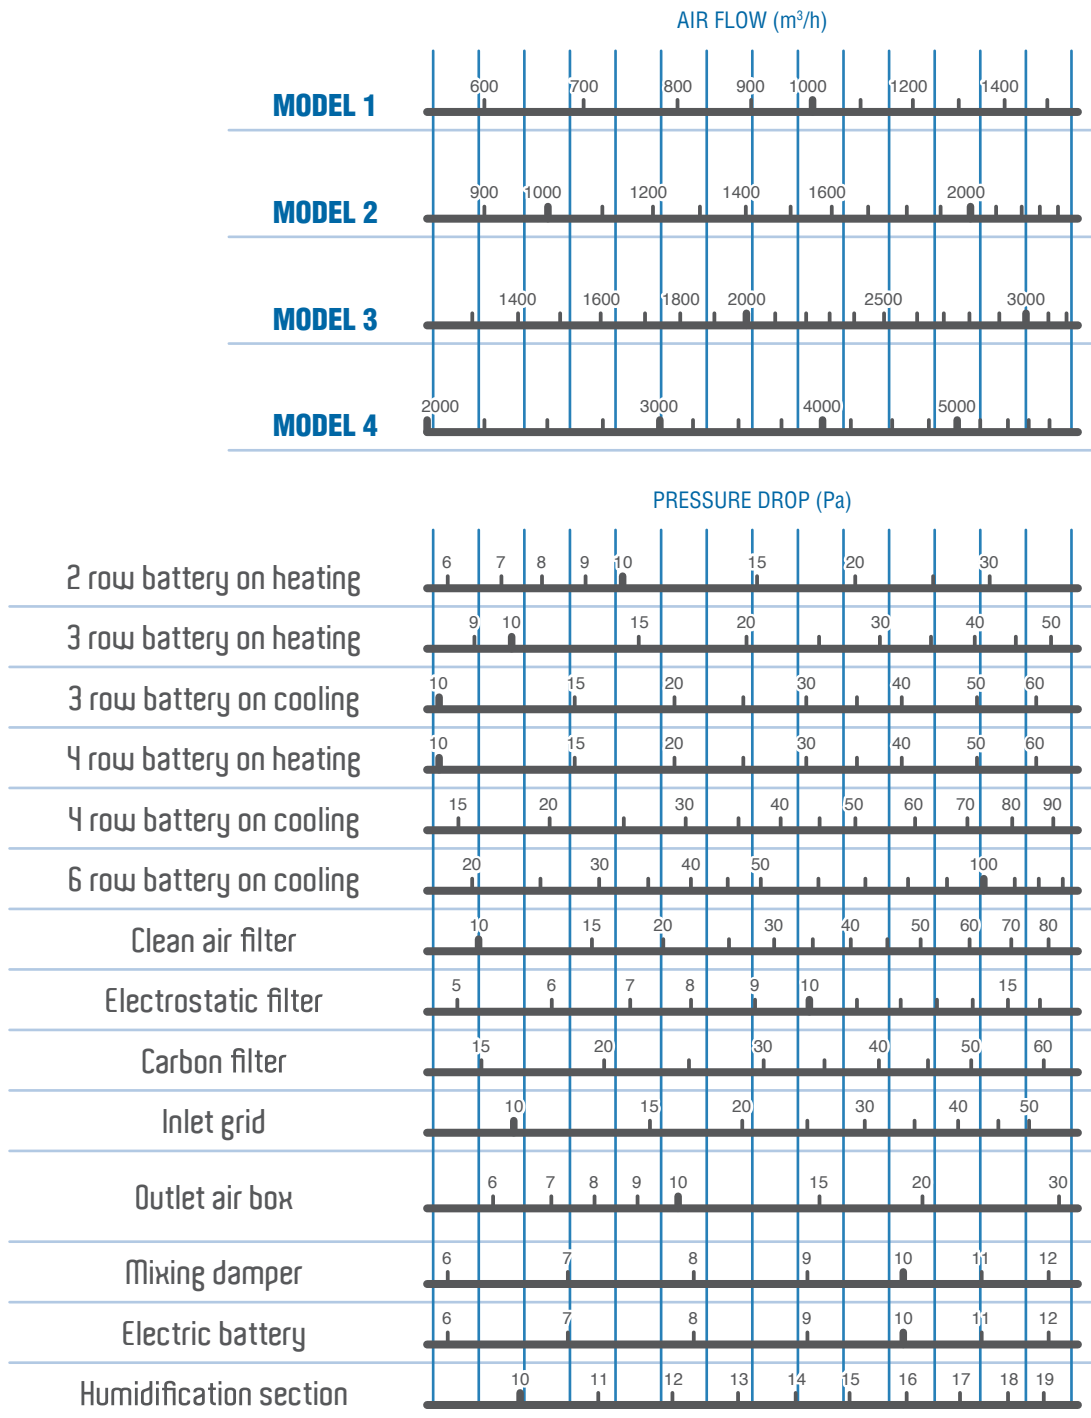 AIR FLOW (m³/h)
600 700 800 900 1000 1200 1400
MODEL 1
900 1000 1200 1400 1600 2000
MODEL 2
1400 1600 1800 2000 2500 3000
MODEL 3
2000 3000 4000 5000
MODEL 4
PRESSURE DROP (Pa)
6 7 8 9 10 15 20 30
2 row battery on heating
9 10 15 20 30 40 50
3 row battery on heating
10 15 20 30 40 50 60
3 row battery on cooling
10 15 20 30 40 50 60
4 row battery on heating
15 20 30 40 50 60 70 80 90
4 row battery on cooling
20 30 40 50 100
6 row battery on cooling
10 15 20 30 40 50 60 70 80
Clean air filter
5 6 7 8 9 10 15
Electrostatic filter
15 20 30 40 50 60
Carbon filter
10 15 20 30 40 50
Inlet grid
6 7 8 9 10 15 20 30
Outlet air box
6 7 8 9 10 11 12
Mixing damper
6 7 8 9 10 11 12
Electric battery
10 11 12 13 14 15 16 17 18 19
Humidification section